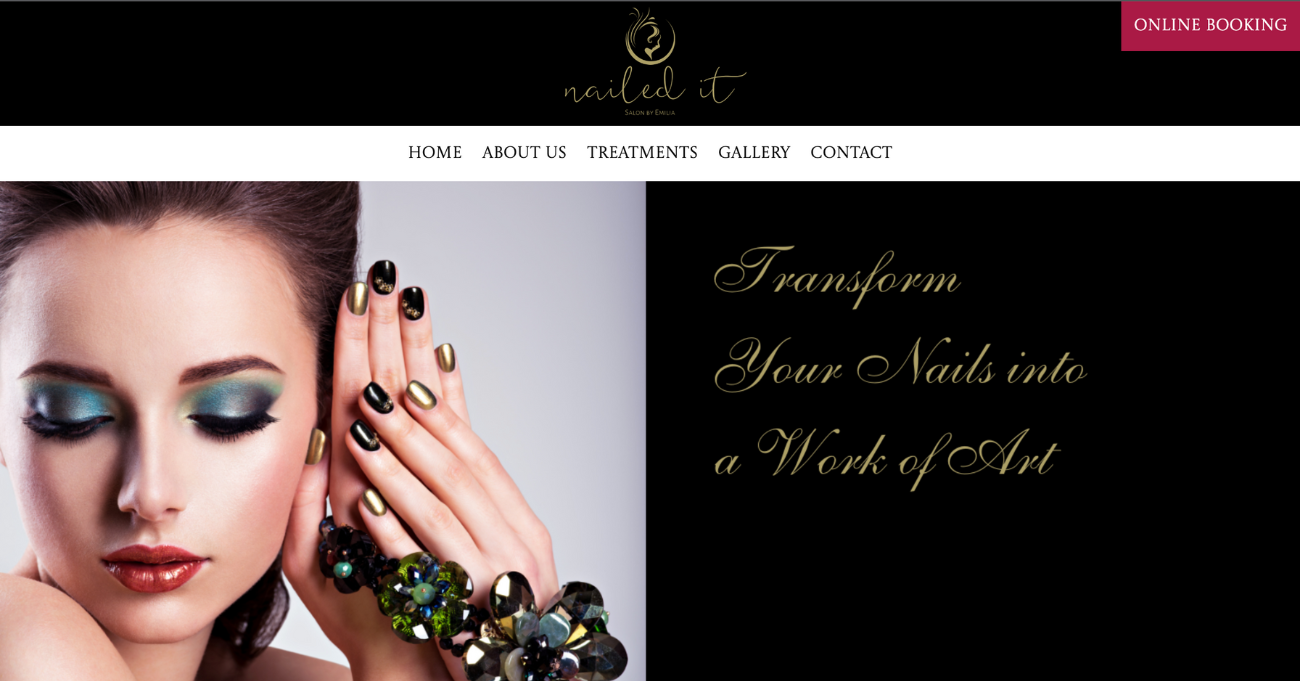 ONLINE BOOKING
nailed it
SALON BY EMILIA
HOME ABOUT US TREATMENTS GALLERY CONTACT
Transform
Your Nails into
a Work of Art